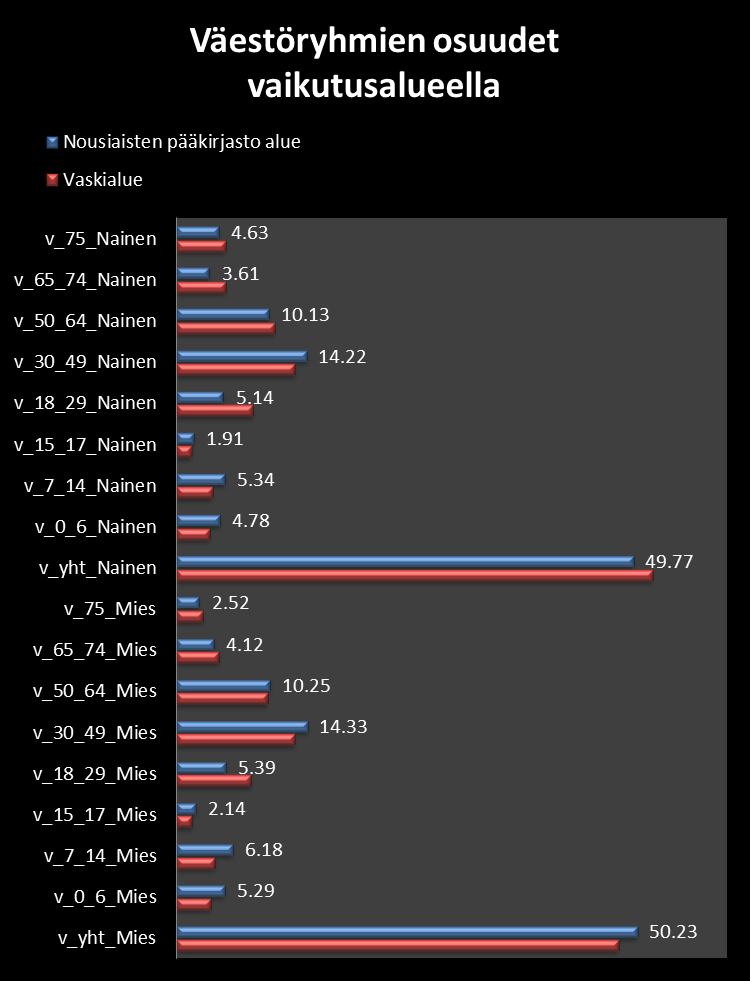 Väestöryhmien osuudet
vaikutusalueella
Nousiaisten pääkirjasto alue
Vaskialue
v_75_Nainen 4.63
v_65_74_Nainen 3.61
v_50_64_Nainen 10.13
v_30_49_Nainen 14.22
v_18_29_Nainen 5.14
v_15_17_Nainen 1.91
v_7_14_Nainen 5.34
v_0_6_Nainen 4.78
v_yht_Nainen 49.77
v_75_Mies 2.52
v_65_74_Mies 4.12
v_50_64_Mies 10.25
v_30_49_Mies 14.33
v_18_29_Mies 5.39
v_15_17_Mies 2.14
v_7_14_Mies 6.18
v_0_6_Mies 5.29
v_yht_Mies 50.23